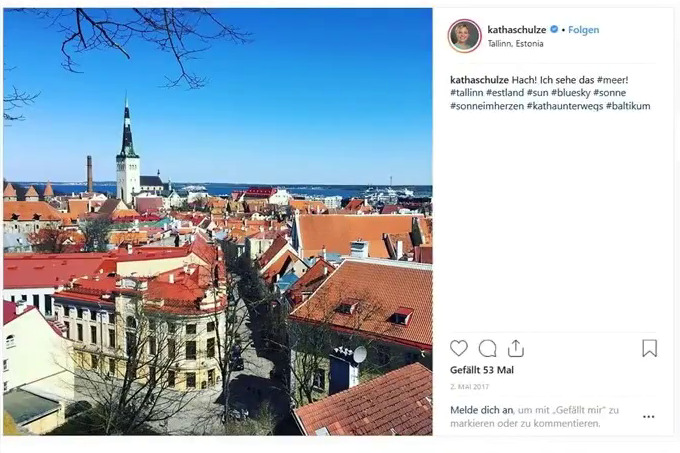 kathaschulze • Folgen
Tallinn, Estonia
kathaschulze Hach! Ich sehe das #meer!
#tallinn #estland #sun #bluesky #sonne
#sonneimherzen #kathaunterwegs #baltikum
Gefällt 53 Mal
2. MAI 2017
Melde dich an, um mit „Gefällt mir“ zu
markieren oder zu kommentieren.